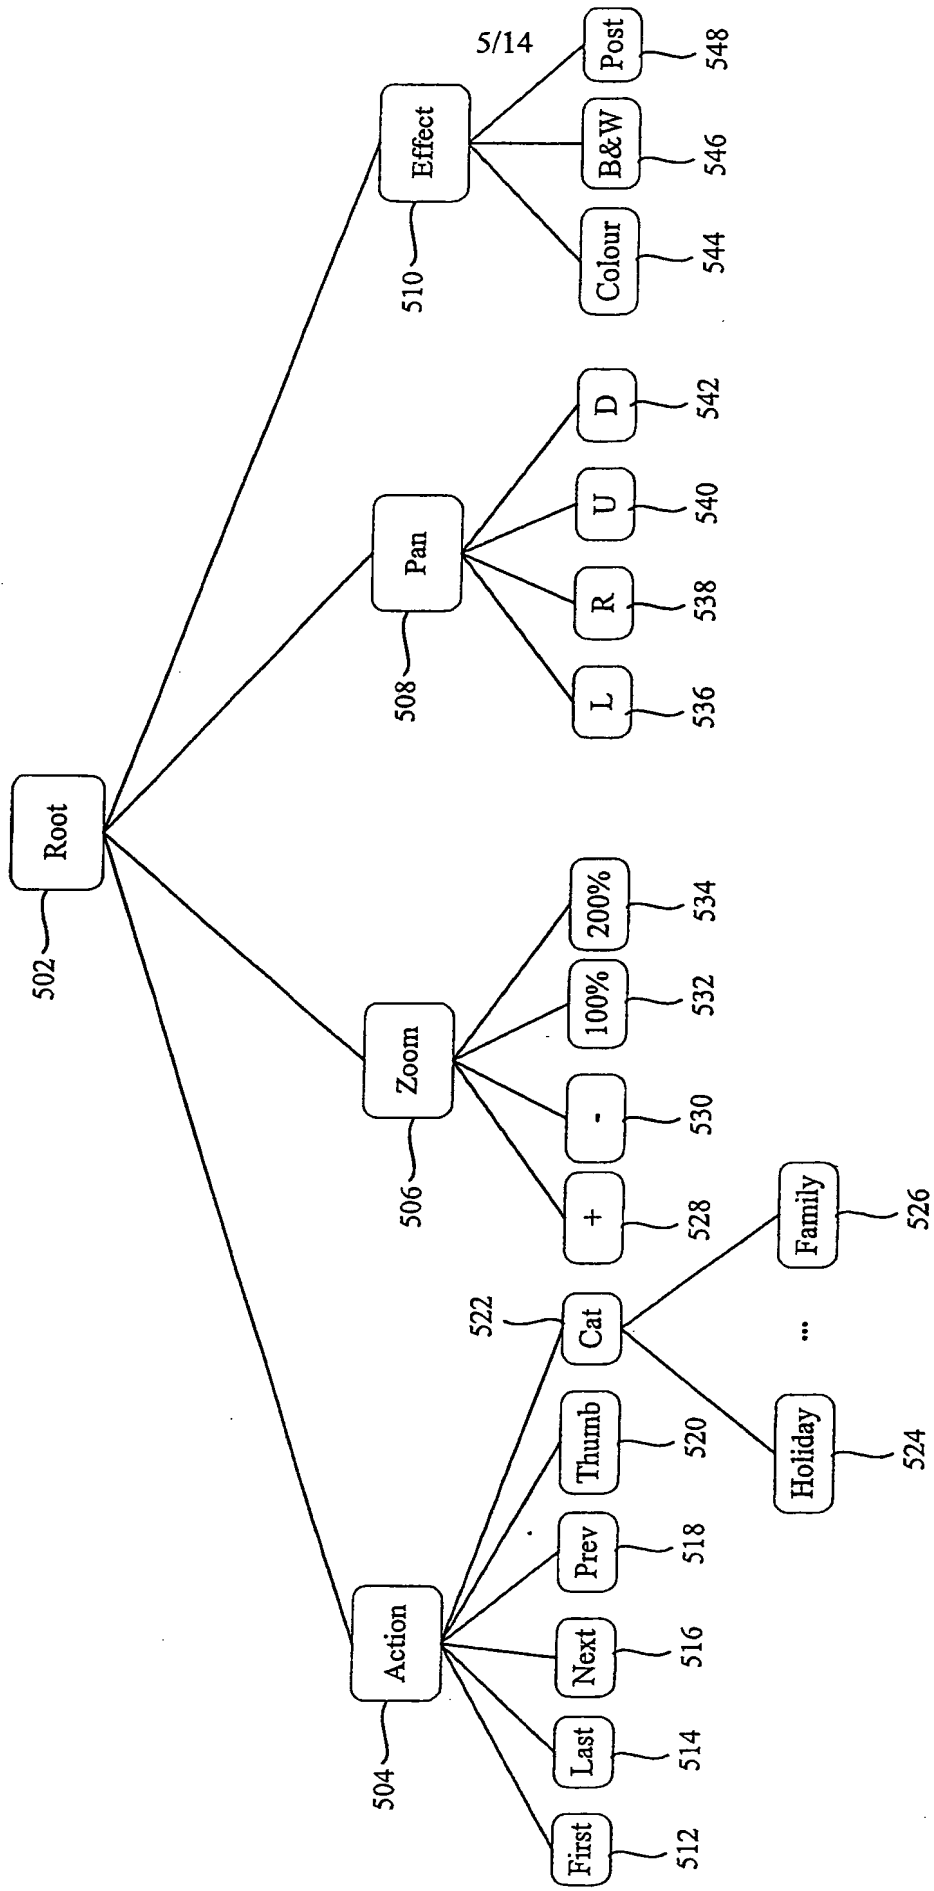 5/14
Root
502
Action
504
Zoom
506
Pan
508
Effect
510
First
512
Last
514
Next
516
Prev
518
Thumb
520
Cat
522
+
528
-
530
100%
532
200%
534
L
536
R
538
U
540
D
542
Colour
544
B&W
546
Post
548
Holiday
524
...
Family
526